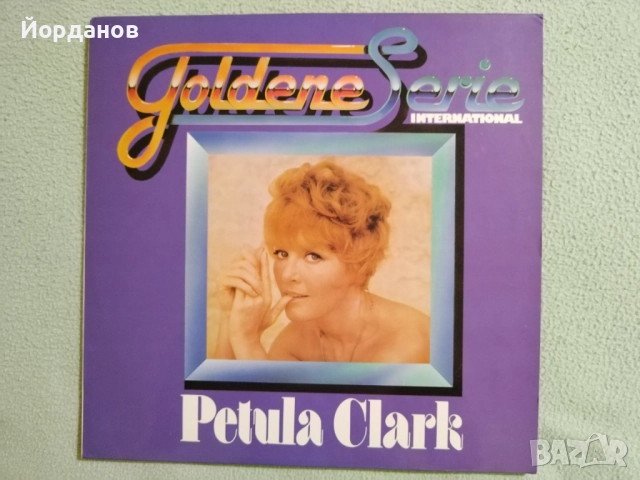 Йорданов
Goldene Serie
INTERNATIONAL
Petula Clark
BAZAR